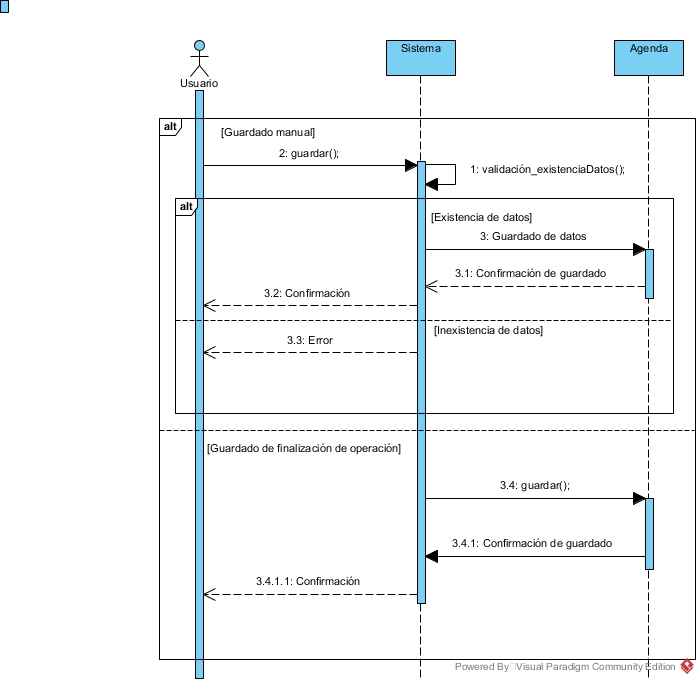 Sistema
Agenda
Usuario
alt
[Guardado manual]
2: guardar();
1: validación_existenciaDatos();
alt
[Existencia de datos]
3: Guardado de datos
3.1: Confirmación de guardado
3.2: Confirmación
[Inexistencia de datos]
3.3: Error
[Guardado de finalización de operación]
3.4: guardar();
3.4.1: Confirmación de guardado
3.4.1.1: Confirmación
Powered By Visual Paradigm Community Edition